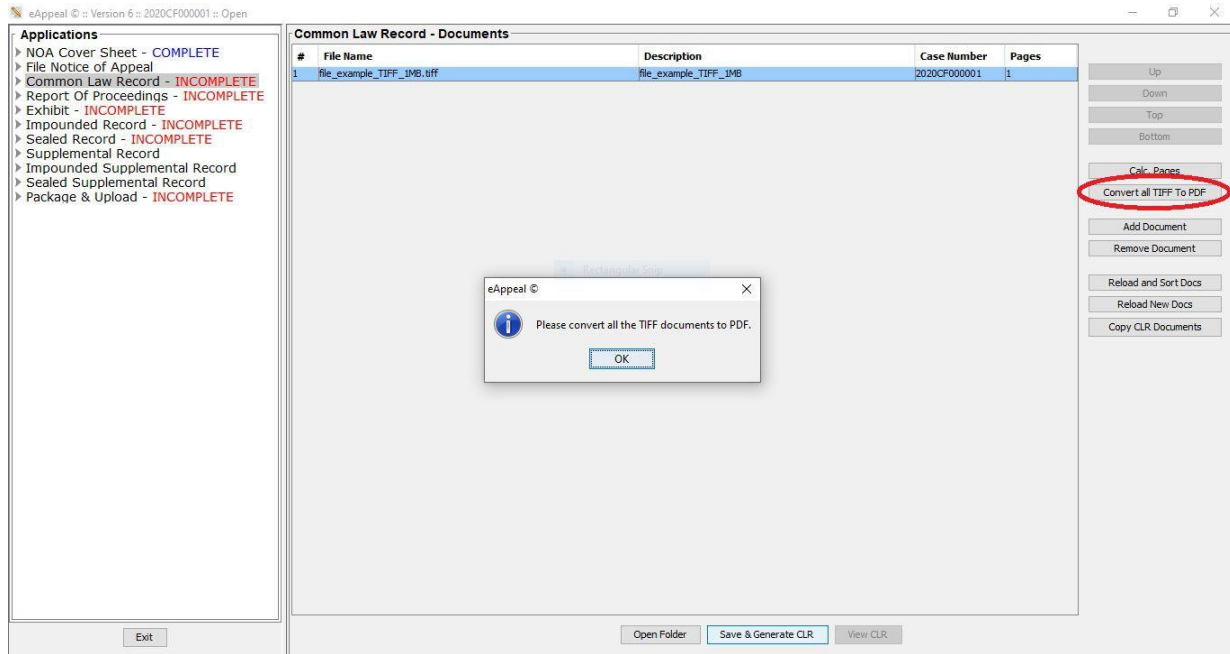 eAppeal © :: Version 6 :: 2020CF000001 :: Open
Applications
NOA Cover Sheet - COMPLETE
File Notice of Appeal
Common Law Record - INCOMPLETE
Report Of Proceedings - INCOMPLETE
Exhibit - INCOMPLETE
Impounded Record - INCOMPLETE
Sealed Record - INCOMPLETE
Supplemental Record
Impounded Supplemental Record
Sealed Supplemental Record
Package & Upload - INCOMPLETE
Exit
Common Law Record - Documents
# File Name Description Case Number Pages
1 file_example_TIFF_1MB.tiff file_example_TIFF_1MB 2020CF000001 1
Rectangular Snip
eAppeal ©
Please convert all the TIFF documents to PDF.
OK
Up
Down
Top
Bottom
Calc. Pages
Convert all TIFF To PDF
Add Document
Remove Document
Reload and Sort Docs
Reload New Docs
Copy CLR Documents
Open Folder Save & Generate CLR View CLR